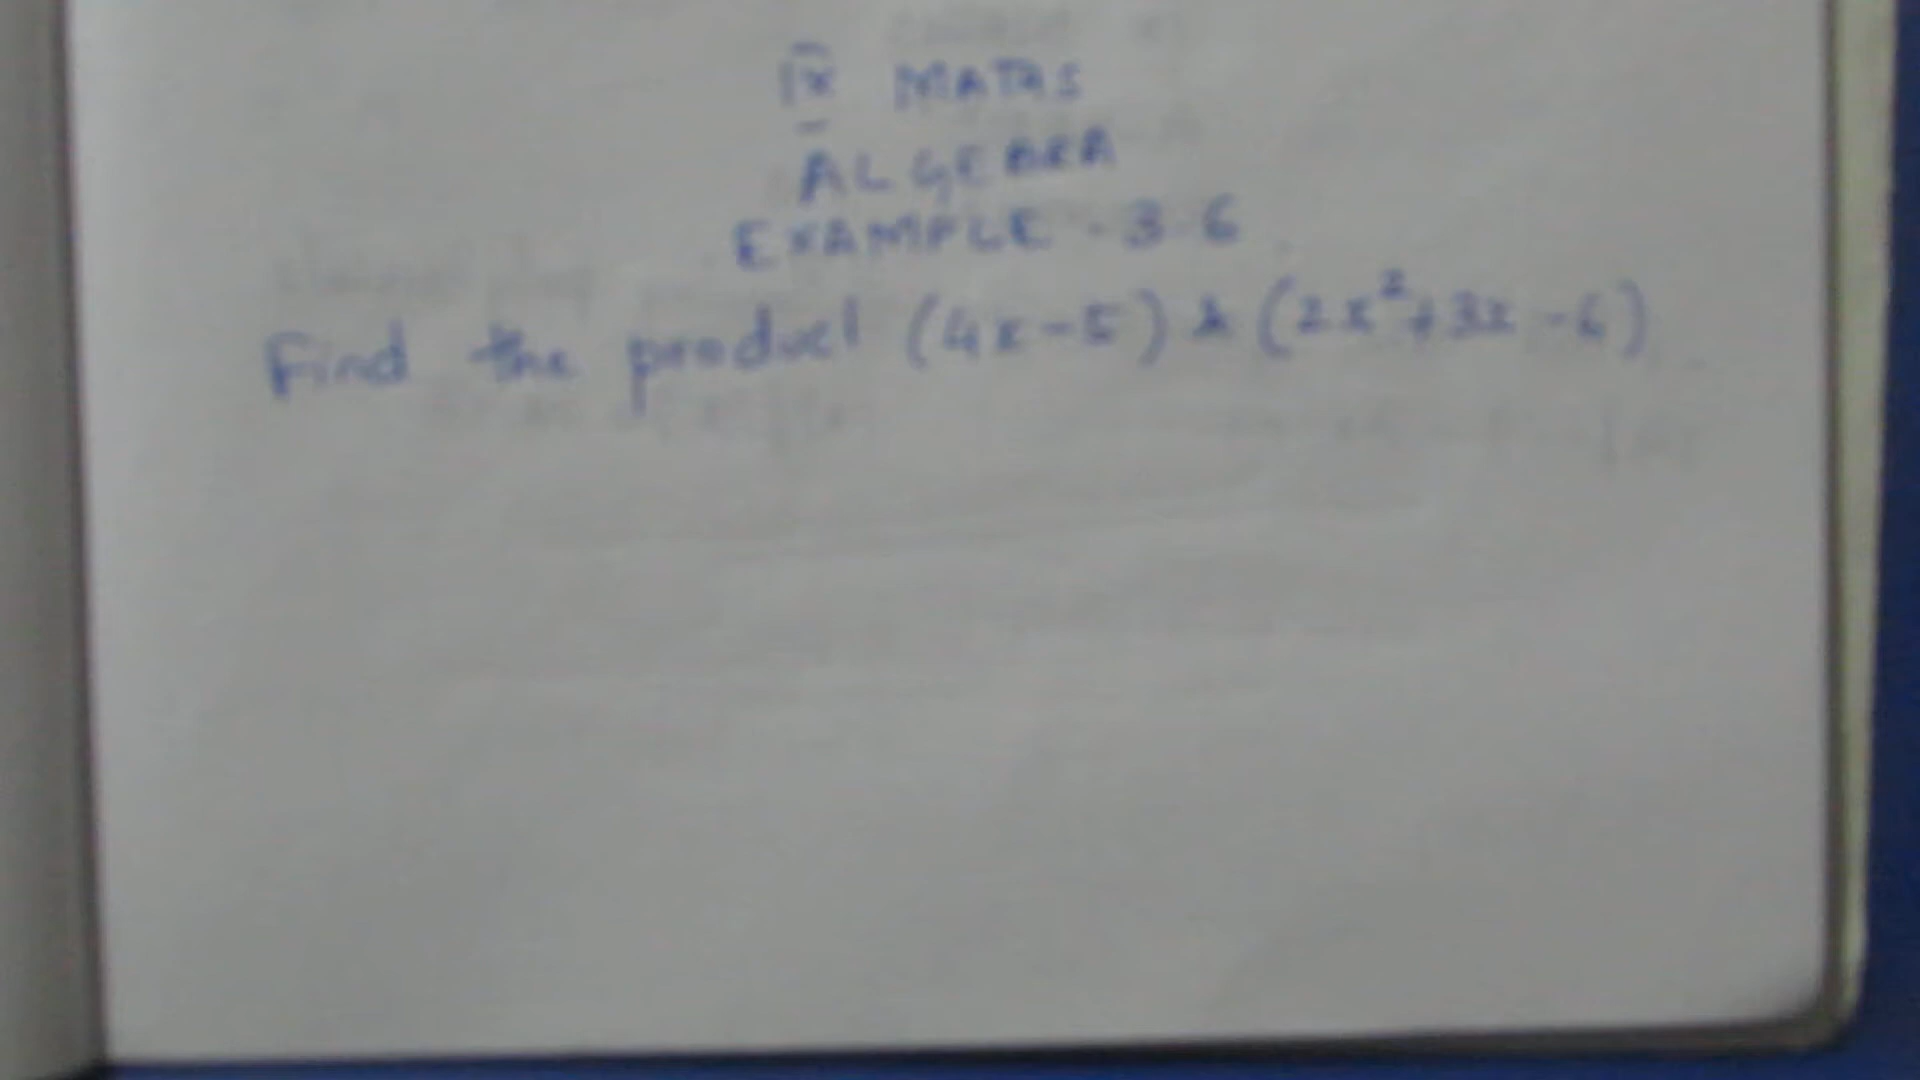 IX MATHS
ALGEBRA
EXAMPLE - 3.6
Find the product (4x-5) & (2x²+3x-6)